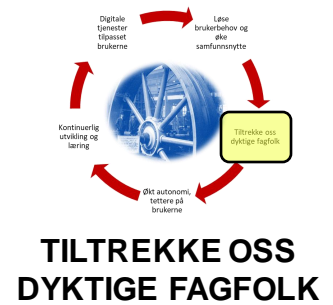 Digitale
tjenester
tilpasset
brukerne
Løse
brukerbehov og
øke
samfunnsnytte
Tiltrekke oss
dyktige fagfolk
Økt autonomi,
tettere på
brukerne
Kontinuerlig
utvikling og
læring
TILTREKKE OSS
DYKTIGE FAGFOLK